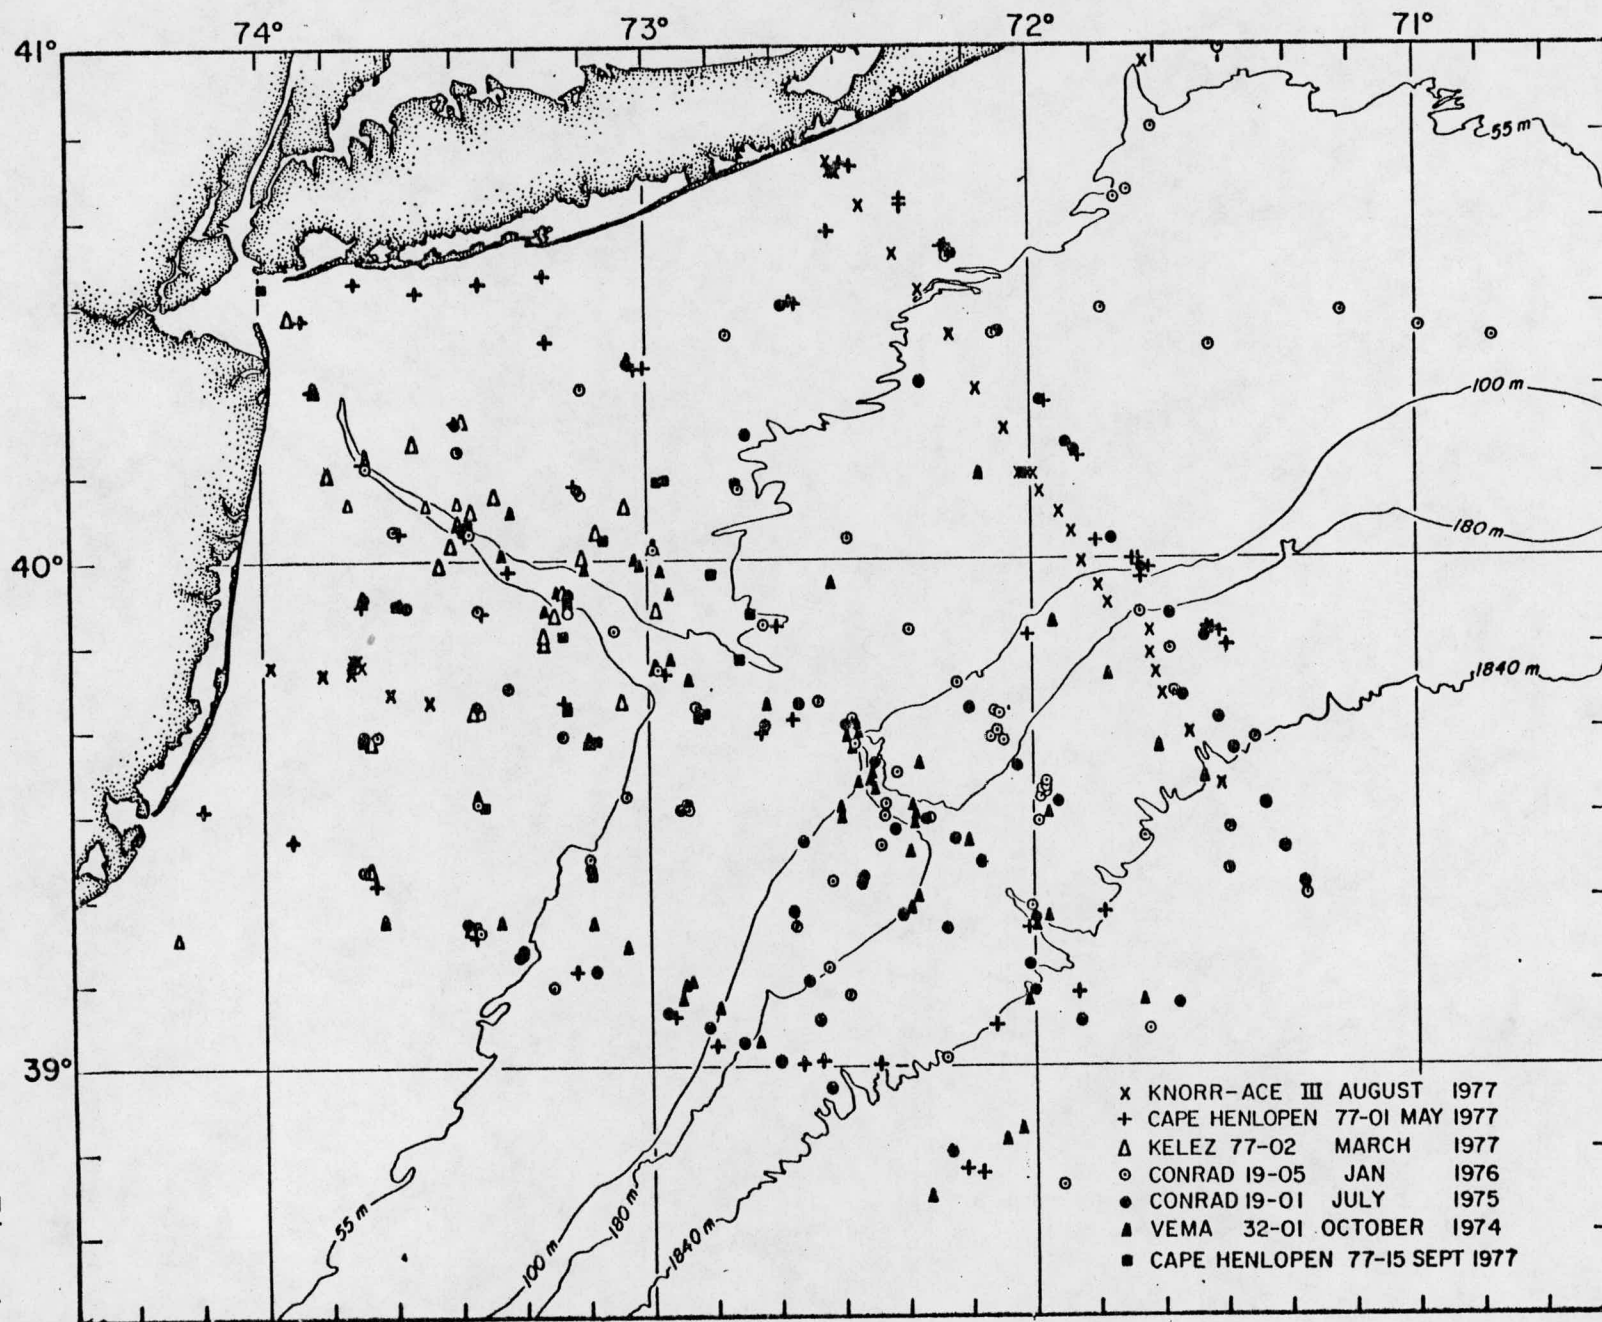 74° 73° 72° 71°
41°
55 m
100 m
180 m
40°
1840 m
39°
x KNORR-ACE III AUGUST 1977
+ CAPE HENLOPEN 77-01 MAY 1977
Δ KELEZ 77-02 MARCH 1977
⊙ CONRAD 19-05 JAN 1976
● CONRAD 19-01 JULY 1975
▲ VEMA 32-01 OCTOBER 1974
■ CAPE HENLOPEN 77-15 SEPT 1977
55 m
100 m
180 m
1840 m